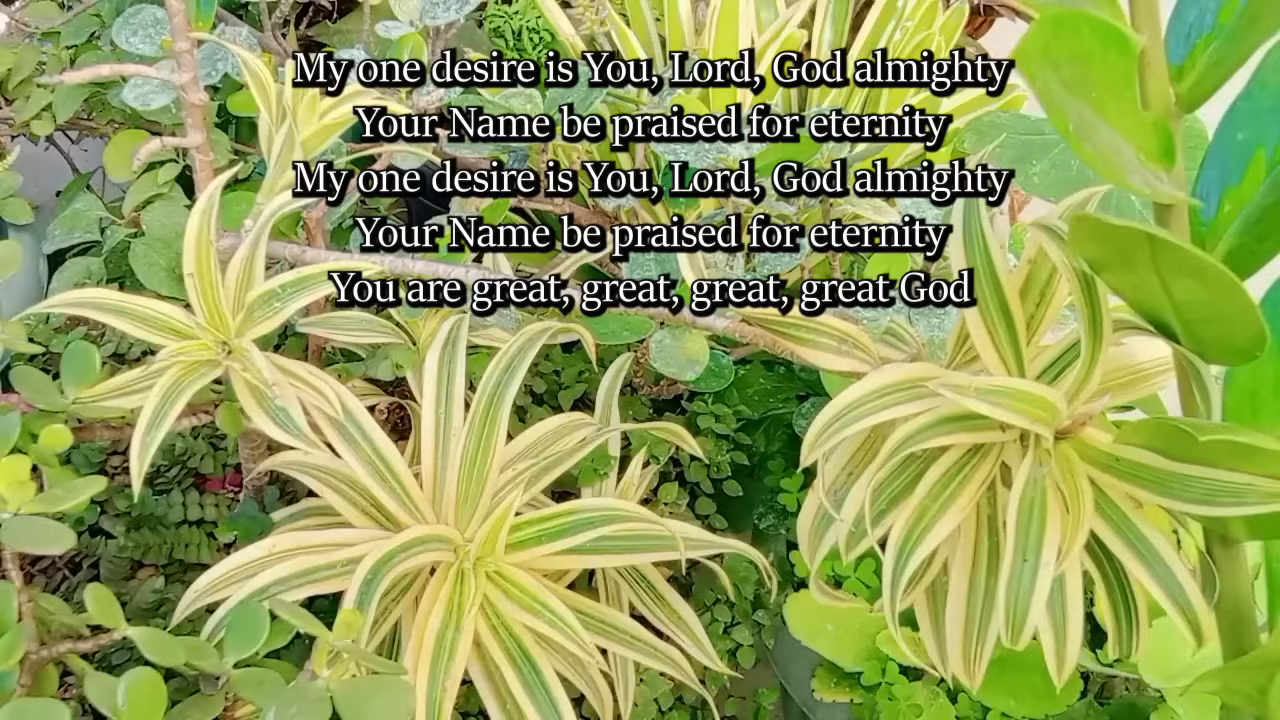 My one desire is You, Lord, God almighty
Your Name be praised for eternity
My one desire is You, Lord, God almighty
Your Name be praised for eternity
You are great, great, great, great God